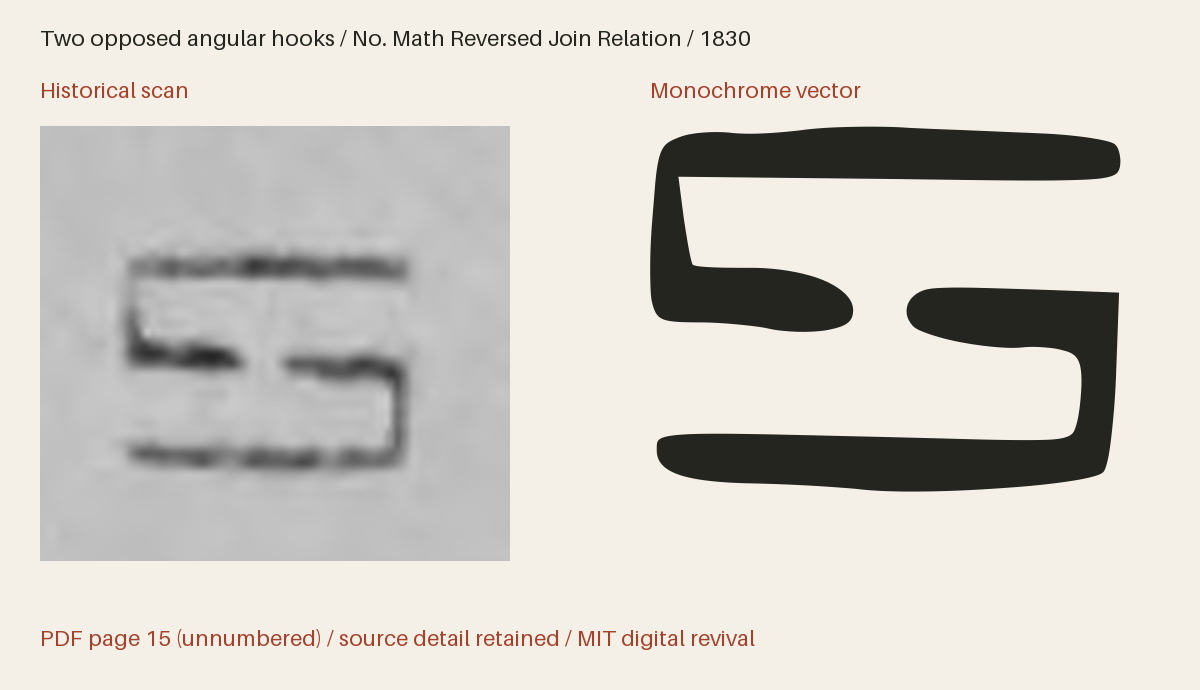 Two opposed angular hooks / No. Math Reversed Join Relation / 1830
Historical scan
Monochrome vector
PDF page 15 (unnumbered) / source detail retained / MIT digital revival